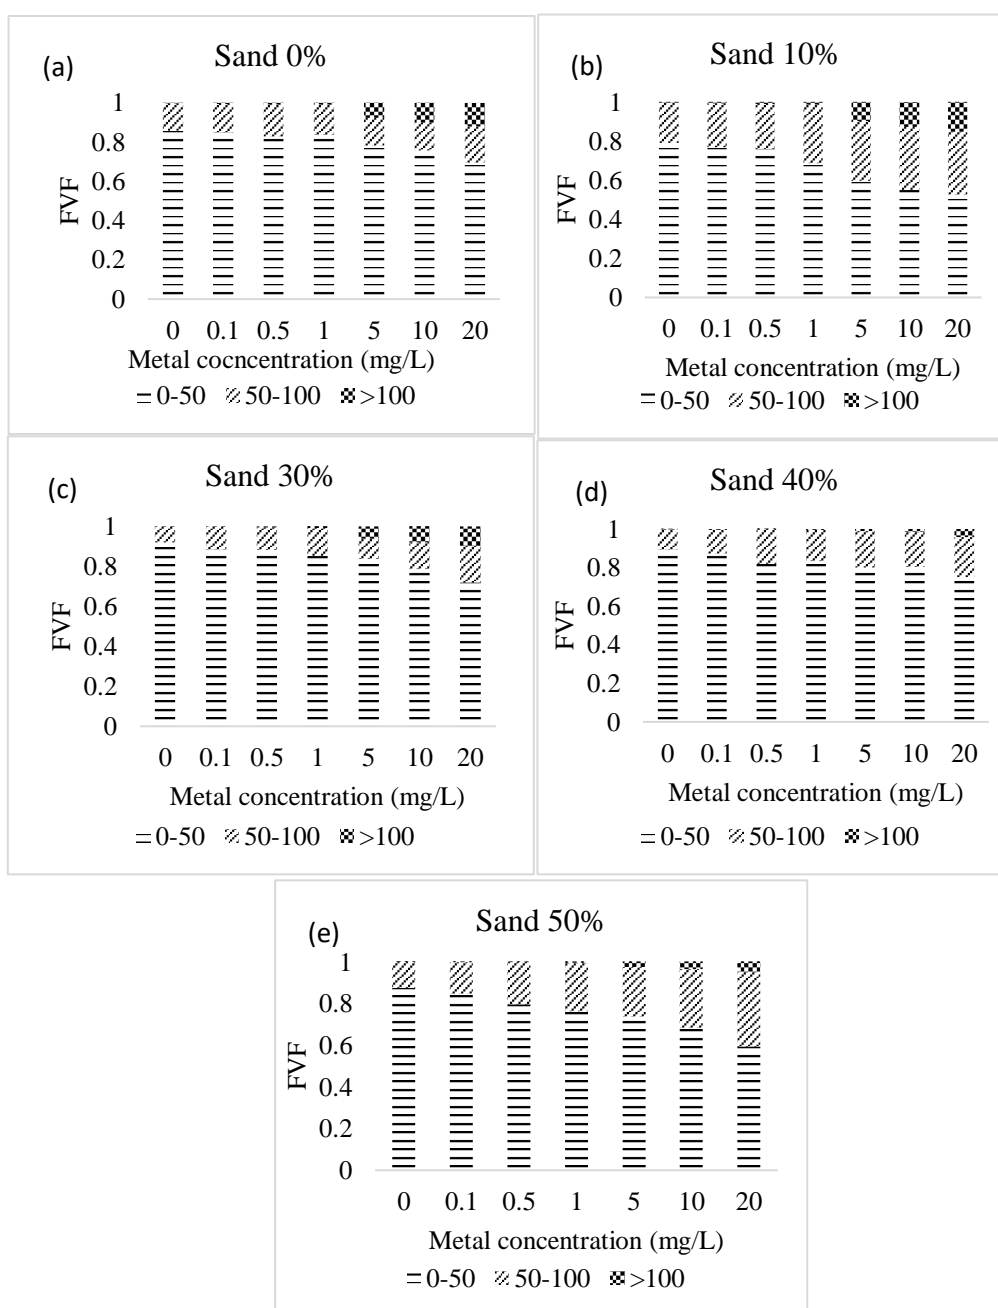 (a)
Sand 0%
1
0.8
0.6
0.4
0.2
0
FVF
0 0.1 0.5 1 5 10 20
Metal cocncentration (mg/L)
0-50 50-100 >100
(b)
Sand 10%
1
0.8
0.6
0.4
0.2
0
FVF
0 0.1 0.5 1 5 10 20
Metal concentration (mg/L)
0-50 50-100 >100
(c)
Sand 30%
1
0.8
0.6
0.4
0.2
0
FVF
0 0.1 0.5 1 5 10 20
Metal concentration (mg/L)
0-50 50-100 >100
(d)
Sand 40%
1
0.8
0.6
0.4
0.2
0
FVF
0 0.1 0.5 1 5 10 20
Metal concentration (mg/L)
0-50 50-100 >100
(e)
Sand 50%
1
0.8
0.6
0.4
0.2
0
FVF
0 0.1 0.5 1 5 10 20
Metal concentration (mg/L)
0-50 50-100 >100